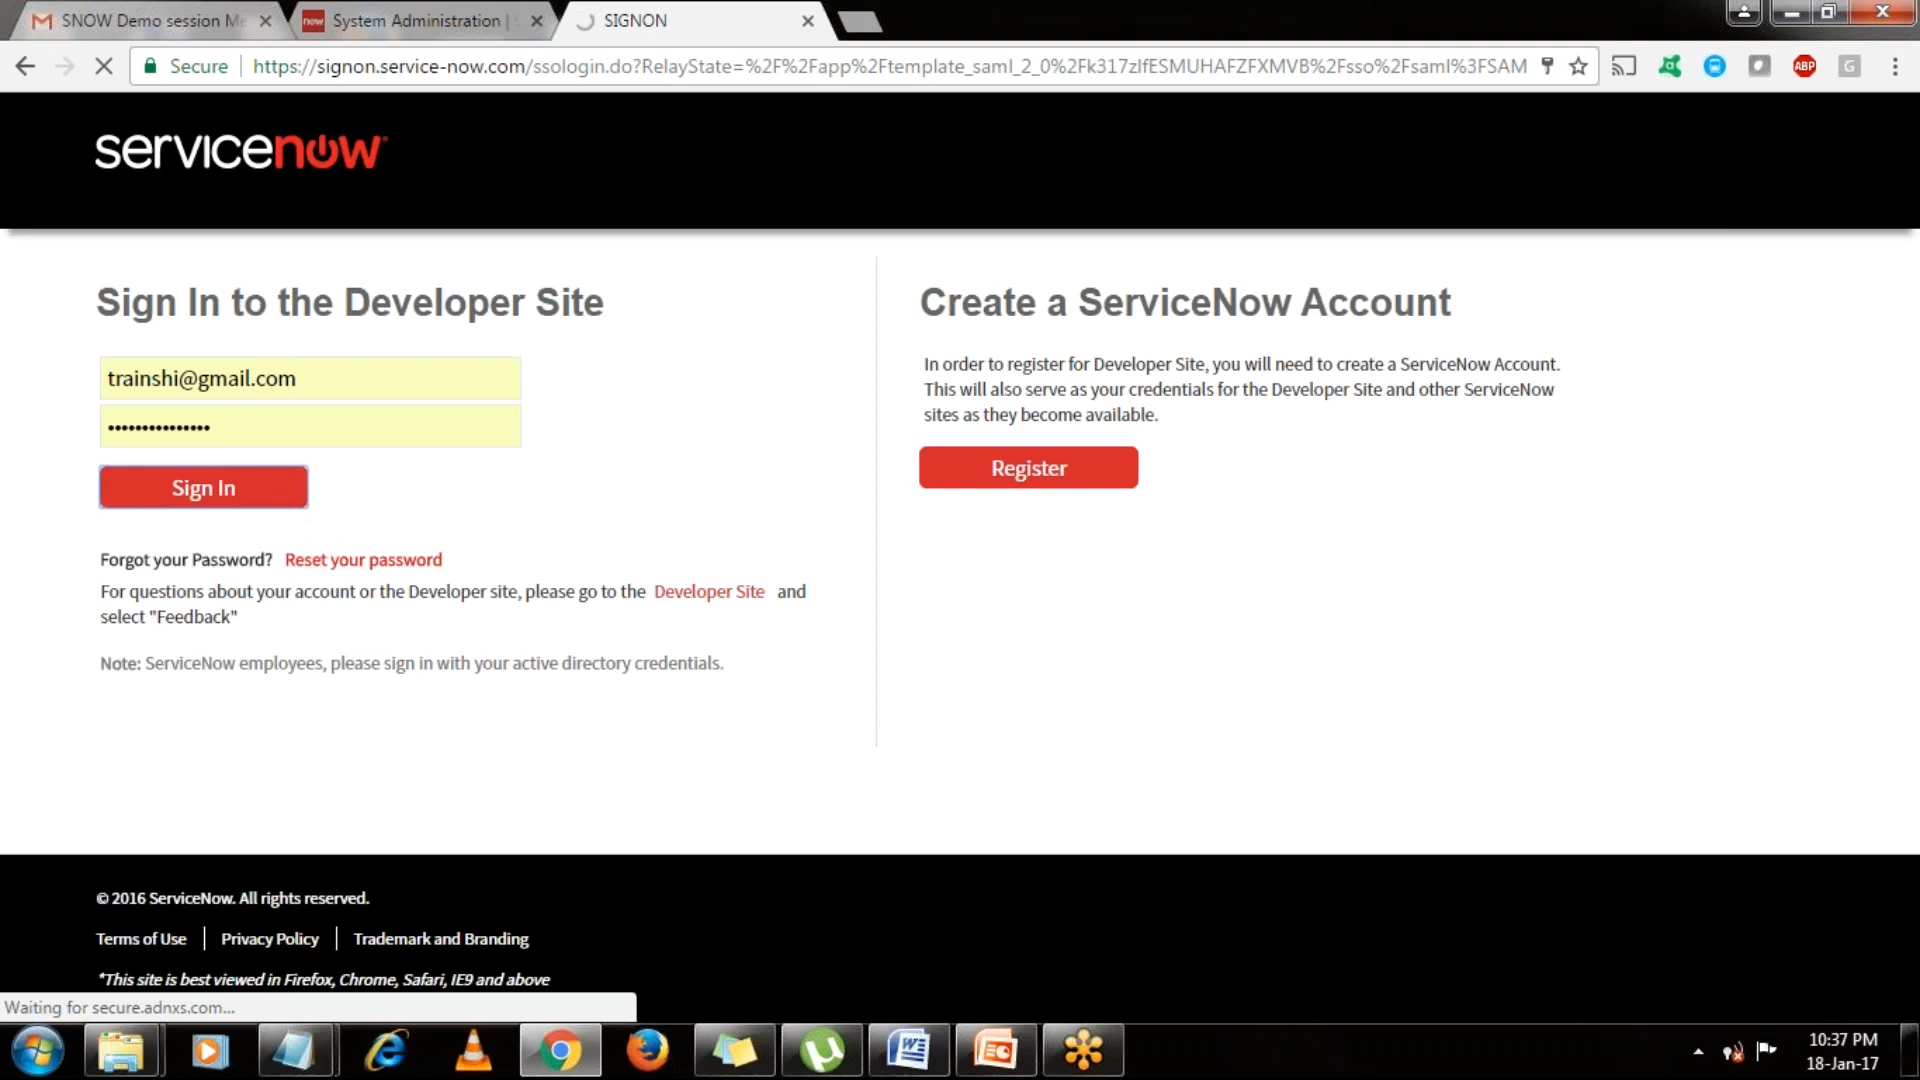 SNOW Demo session Me
System Administration |
SIGNON
Secure
https://signon.service-now.com/ssologin.do?RelayState=%2F%2Fapp%2Ftemplate_saml_2_0%2Fk317zlfESMUHAFZFXMVB%2Fsso%2Fsaml%3FSAM
servicenow
Sign In to the Developer Site
Create a ServiceNow Account
trainshi@gmail.com
•••••••••••••••
Sign In
In order to register for Developer Site, you will need to create a ServiceNow Account.
This will also serve as your credentials for the Developer Site and other ServiceNow
sites as they become available.
Register
Forgot your Password? Reset your password
For questions about your account or the Developer site, please go to the Developer Site and
select "Feedback"
Note: ServiceNow employees, please sign in with your active directory credentials.
© 2016 ServiceNow. All rights reserved.
Terms of Use | Privacy Policy | Trademark and Branding
*This site is best viewed in Firefox, Chrome, Safari, IE9 and above
Waiting for secure.adnxs.com...
10:37 PM
18-Jan-17